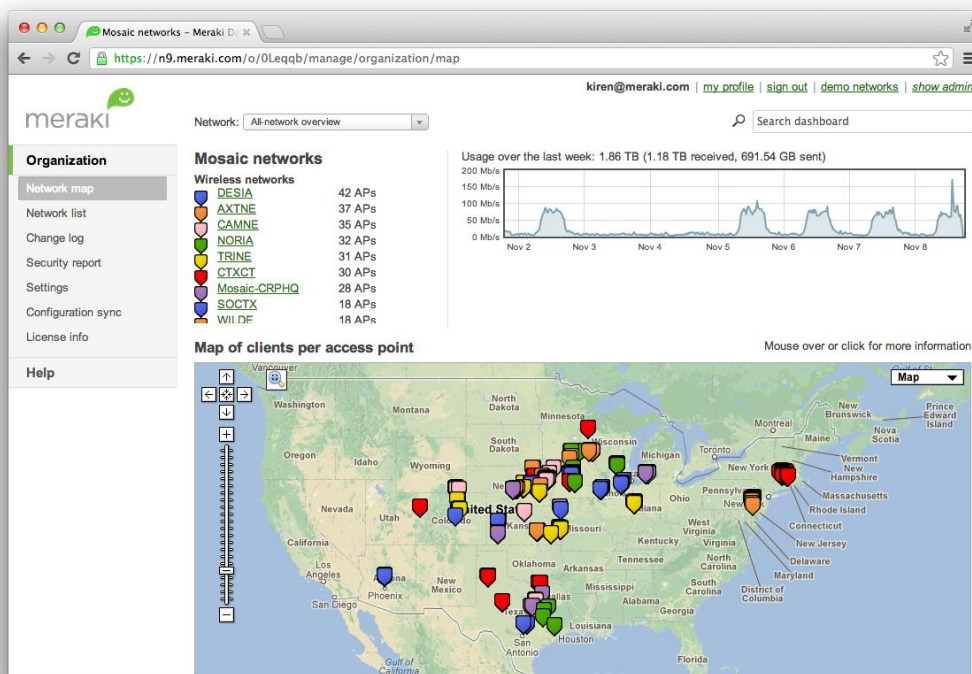 Mosaic networks – Meraki D
https://n9.meraki.com/o/0Leqqb/manage/organization/map
kiren@meraki.com | my profile | sign out | demo networks | show admin
meraki
Network: All-network overview
Search dashboard
Organization
Network map
Network list
Change log
Security report
Settings
Configuration sync
License info
Help
Mosaic networks
Wireless networks
DESIA 42 APs
AXTNE 37 APs
CAMNE 35 APs
NORIA 32 APs
TRINE 31 APs
CTXCT 30 APs
Mosaic-CRPHQ 28 APs
SOCTX 18 APs
WILDE 18 APs
Usage over the last week: 1.86 TB (1.18 TB received, 691.54 GB sent)
200 Mb/s
150 Mb/s
100 Mb/s
50 Mb/s
0 Mb/s
Nov 2 Nov 3 Nov 4 Nov 5 Nov 6 Nov 7 Nov 8
Map of clients per access point
Mouse over or click for more information
Map
Vancouver
Washington
Montana
North
Dakota
Minnesota
Montreal
New
Brunswick
Prince
Edward
Island
Nova
Scotia
Maine
Oregon
Idaho
Wyoming
South
Dakota
Wisconsin
Michigan
Toronto
New York
Vermont
New
Hampshire
Massachusetts
Rhode Island
Connecticut
Nevada
Utah
United Sta
Ohio
Pennsylv
New Jersey
Delaware
Maryland
District of
Columbia
California
Kans
Missouri
West
Virginia
Kentucky
Virginia
Los
Angeles
San Diego
Phoenix
New
Mexico
Oklahoma
Arkansas
Tennessee
North
Carolina
South
Carolina
Mississippi
Alabama
Georgia
Louisiana
Houston
San
Antonio
Florida
Gulf of
California